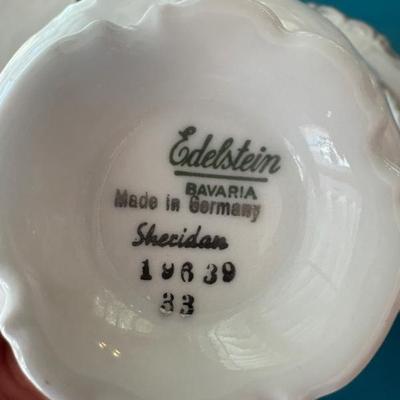 Edelstein
BAVARIA
Made in Germany
Sheridan
19639
33